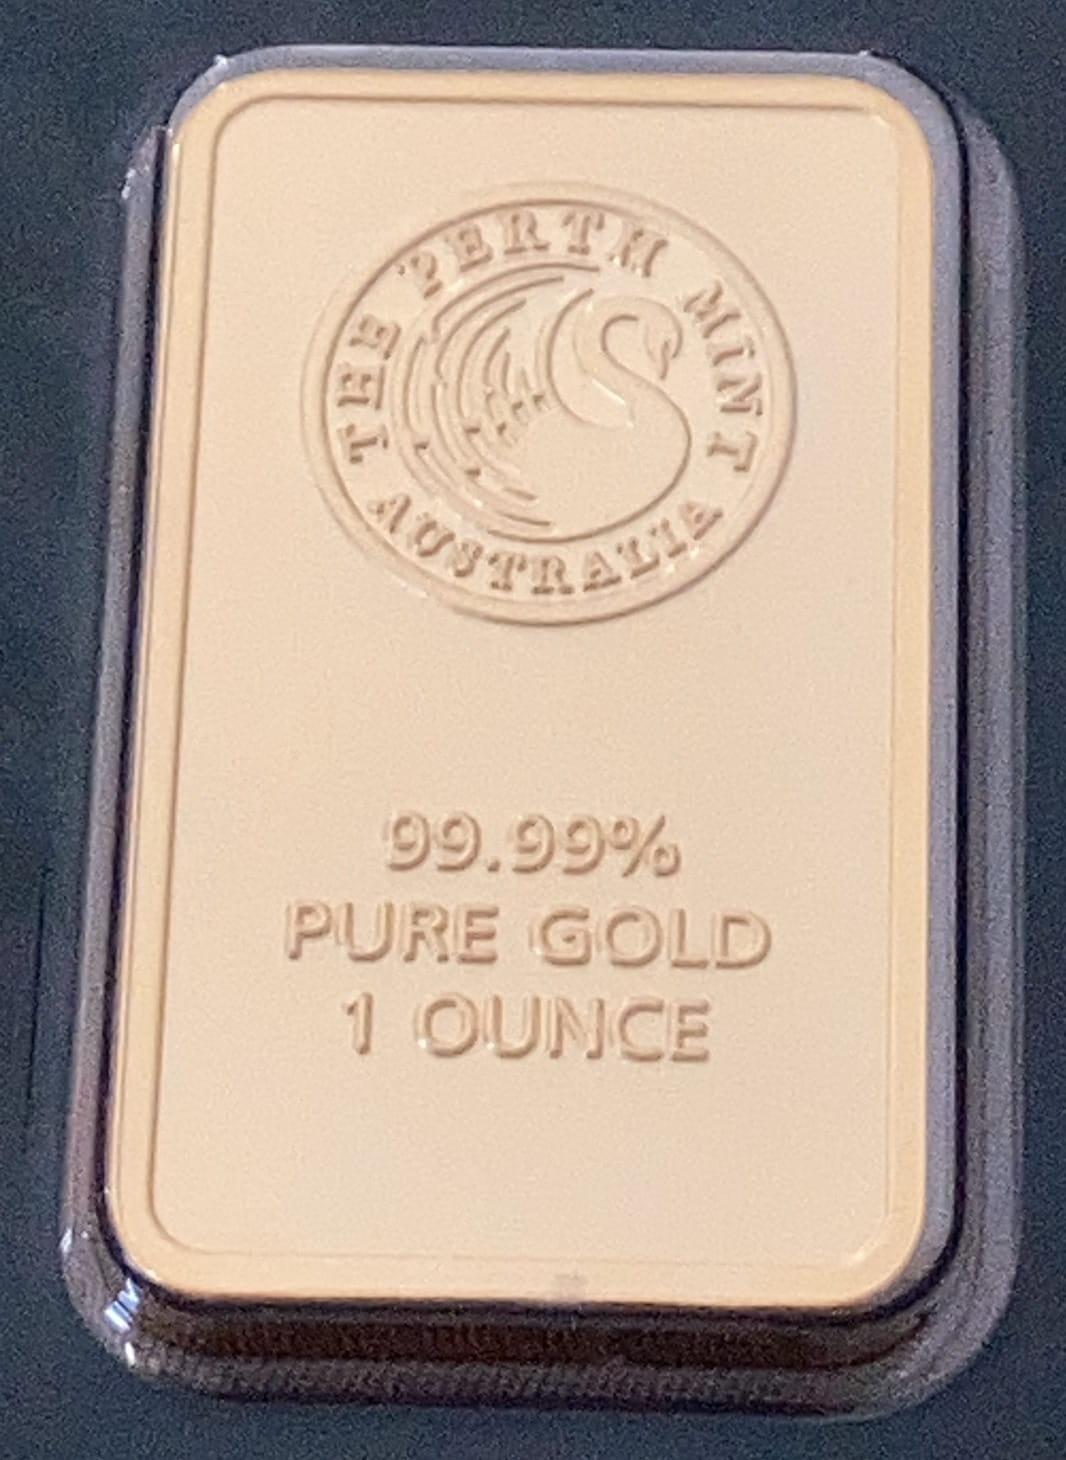 THE PERTH MINT
AUSTRALIA
99.99%
PURE GOLD
1 OUNCE